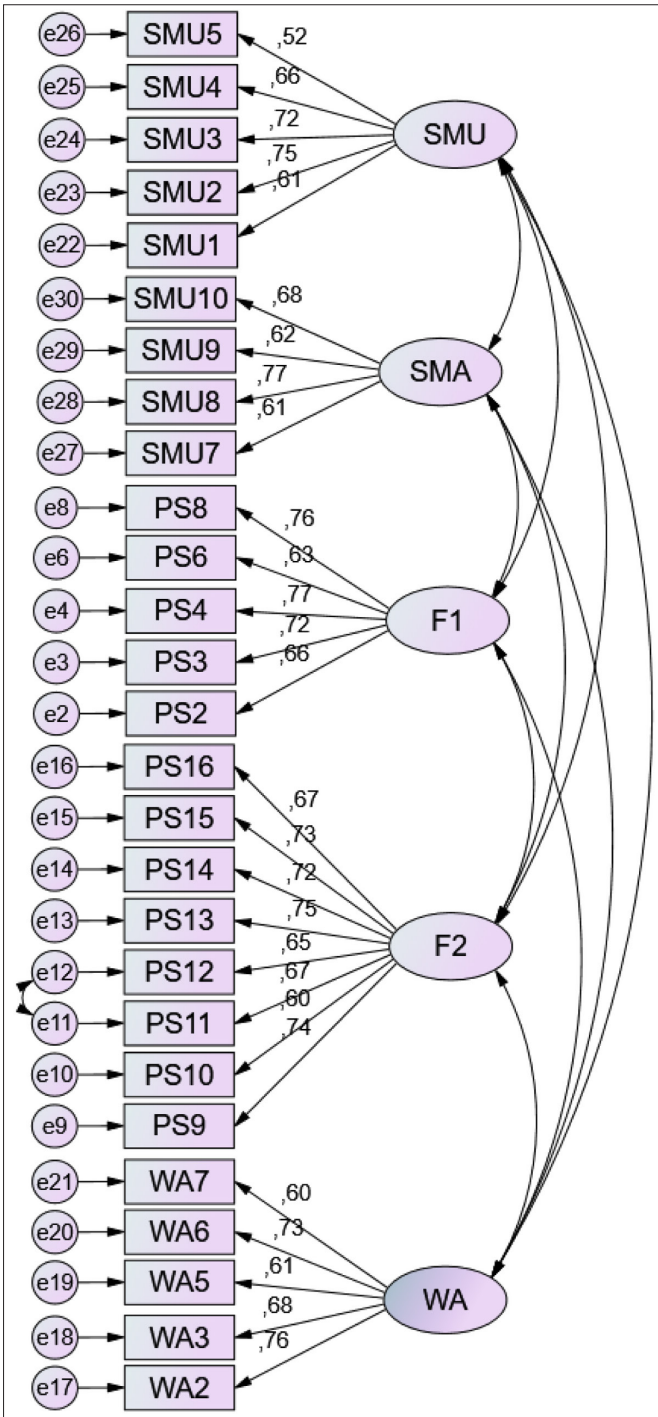 e26 SMU5 ,52
e25 SMU4 ,66
SMU
e24 SMU3 ,72
e23 SMU2 ,75
e22 SMU1 ,61
e30 SMU10 ,68
e29 SMU9 ,62
SMA
e28 SMU8 ,77
e27 SMU7 ,61
e8 PS8 ,76
e6 PS6 ,63
e4 PS4 ,77
F1
e3 PS3 ,72
e2 PS2 ,66
e16 PS16 ,67
e15 PS15 ,73
e14 PS14 ,72
e13 PS13 ,75
F2
e12 PS12 ,65
e11 PS11 ,67
e10 PS10 ,60
e9 PS9 ,74
e21 WA7 ,60
e20 WA6 ,73
e19 WA5 ,61
WA
e18 WA3 ,68
e17 WA2 ,76